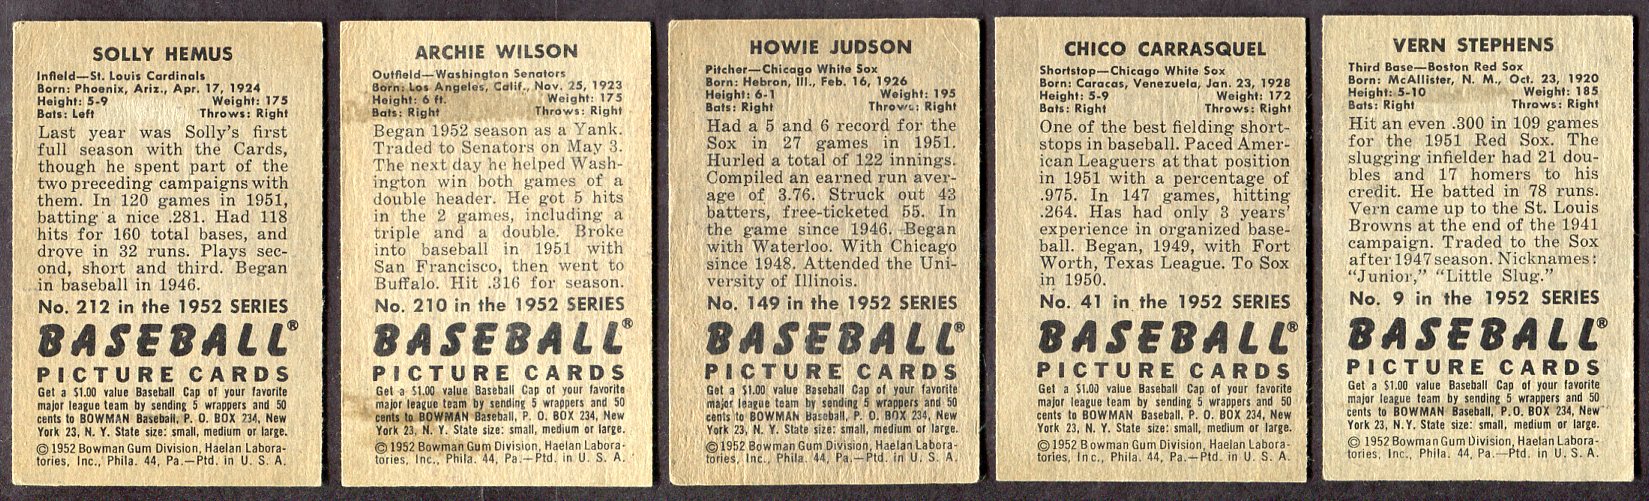 SOLLY HEMUS
Infield—St. Louis Cardinals
Born: Phoenix, Ariz., Apr. 17, 1924
Height: 5-9 Weight: 175
Bats: Left Throws: Right
Last year was Solly's first
full season with the Cards,
though he spent part of the
two preceding campaigns with
them. In 120 games in 1951,
batting a nice .281. Had 118
hits for 160 total bases, and
drove in 32 runs. Plays sec-
ond, short and third. Began
in baseball in 1946.
No. 212 in the 1952 SERIES
BASEBALL®
PICTURE CARDS
Get a $1.00 value Baseball Cap of your favorite
major league team by sending 5 wrappers and 50
cents to BOWMAN Baseball, P. O. BOX 234, New
York 23, N. Y. State size: small, medium or large.
©1952 Bowman Gum Division, Haelan Labora-
tories, Inc., Phila. 44, Pa.—Ptd. in U. S. A.
ARCHIE WILSON
Outfield—Washington Senators
Born: Los Angeles, Calif., Nov. 25, 1923
Height: 6 ft. Weight: 175
Bats: Right Throws: Right
Began 1952 season as a Yank.
Traded to Senators on May 3.
The next day he helped Wash-
ington win both games of a
double header. He got 5 hits
in the 2 games, including a
triple and a double. Broke
into baseball in 1951 with
San Francisco, then went to
Buffalo. Hit .316 for season.
No. 210 in the 1952 SERIES
BASEBALL®
PICTURE CARDS
Get a $1.00 value Baseball Cap of your favorite
major league team by sending 5 wrappers and 50
cents to BOWMAN Baseball, P. O. BOX 234, New
York 23, N. Y. State size: small, medium or large.
©1952 Bowman Gum Division, Haelan Labora-
tories, Inc., Phila. 44, Pa.—Ptd. in U. S. A.
HOWIE JUDSON
Pitcher—Chicago White Sox
Born: Hebron, Ill., Feb. 16, 1926
Height: 6-1 Weight: 195
Bats: Right Throws: Right
Had a 5 and 6 record for the
Sox in 27 games in 1951.
Hurled a total of 122 innings.
Compiled an earned run aver-
age of 3.76. Struck out 43
batters, free-ticketed 55. In
the game since 1946. Began
with Waterloo. With Chicago
since 1948. Attended the Uni-
versity of Illinois.
No. 149 in the 1952 SERIES
BASEBALL®
PICTURE CARDS
Get a $1.00 value Baseball Cap of your favorite
major league team by sending 5 wrappers and 50
cents to BOWMAN Baseball, P. O. BOX 234, New
York 23, N. Y. State size: small, medium or large.
©1952 Bowman Gum Division, Haelan Labora-
tories, Inc., Phila. 44, Pa.—Ptd. in U. S. A.
CHICO CARRASQUEL
Shortstop—Chicago White Sox
Born: Caracas, Venezuela, Jan. 23, 1928
Height: 5-9 Weight: 172
Bats: Right Throws: Right
One of the best fielding short-
stops in baseball. Paced Amer-
ican Leaguers at that position
in 1951 with a percentage of
.975. In 147 games, hitting
.264. Has had only 3 years'
experience in organized base-
ball. Began, 1949, with Fort
Worth, Texas League. To Sox
in 1950.
No. 41 in the 1952 SERIES
BASEBALL®
PICTURE CARDS
Get a $1.00 value Baseball Cap of your favorite
major league team by sending 5 wrappers and 50
cents to BOWMAN Baseball, P. O. BOX 234, New
York 23, N. Y. State size: small, medium or large.
©1952 Bowman Gum Division, Haelan Labora-
tories, Inc., Phila. 44, Pa.—Ptd. in U. S. A.
VERN STEPHENS
Third Base—Boston Red Sox
Born: McAllister, N. M., Oct. 23, 1920
Height: 5-10 Weight: 185
Bats: Right Throws: Right
Hit an even .300 in 109 games
for the 1951 Red Sox. The
slugging infielder had 21 dou-
bles and 17 homers to his
credit. He batted in 78 runs.
Vern came up to the St. Louis
Browns at the end of the 1941
campaign. Traded to the Sox
after 1947 season. Nicknames:
"Junior," "Little Slug."
No. 9 in the 1952 SERIES
BASEBALL®
PICTURE CARDS
Get a $1.00 value Baseball Cap of your favorite
major league team by sending 5 wrappers and 50
cents to BOWMAN Baseball, P. O. BOX 234, New
York 23, N. Y. State size: small, medium or large.
©1952 Bowman Gum Division, Haelan Labora-
tories, Inc., Phila. 44, Pa.—Ptd. in U. S. A.